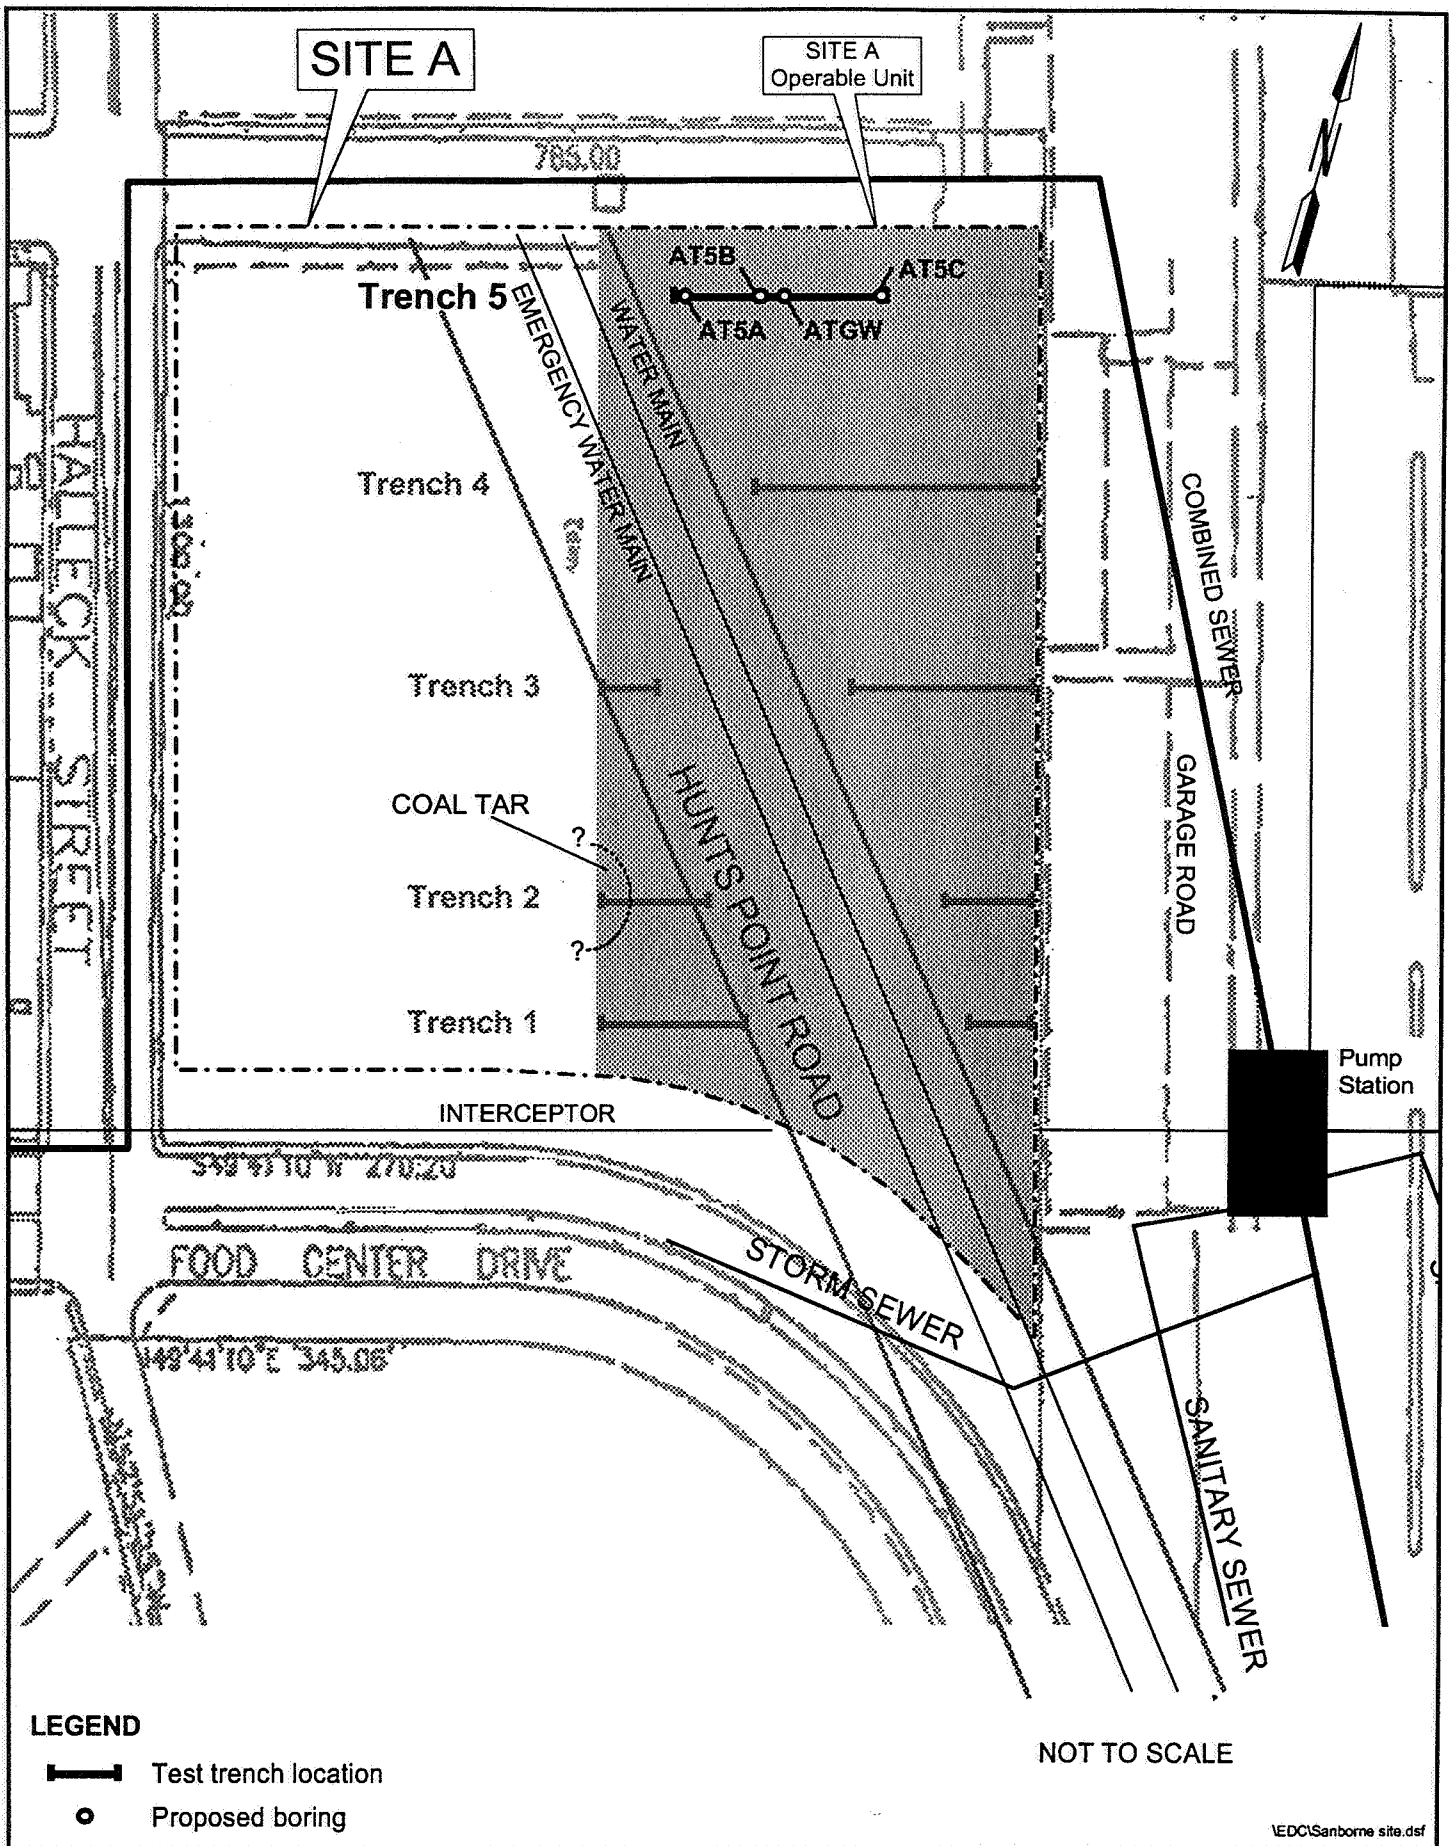 SITE A
SITE A
Operable Unit
N
765.00
AT5B
AT5C
Trench 5
AT5A
ATGW
EMERGENCY WATER MAIN
WATER MAIN
Trench 4
COMBINED SEWER
HALLECK STREET
Trench 3
HUNTS POINT ROAD
GARAGE ROAD
COAL TAR
?
Trench 2
?
Trench 1
Pump
Station
INTERCEPTOR
FOOD CENTER DRIVE
STORM SEWER
SANITARY SEWER
LEGEND
Test trench location
Proposed boring
NOT TO SCALE
\EDC\Sanborne site.dsf